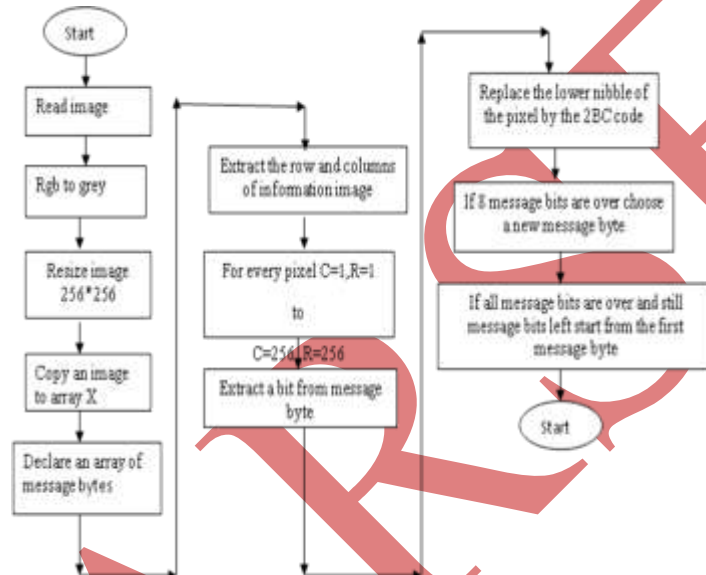 Start
Read image
Rgb to grey
Resize image
256*256
Copy an image
to array X
Declare an array of
message bytes
Extract the row and columns
of information image
For every pixel C=1,R=1
to
C=256,R=256
Extract a bit from message
byte
Replace the lower nibble of
the pixel by the 2BC code
If 8 message bits are over choose
a new message byte
If all message bits are over and still
message bits left start from the first
message byte
Start